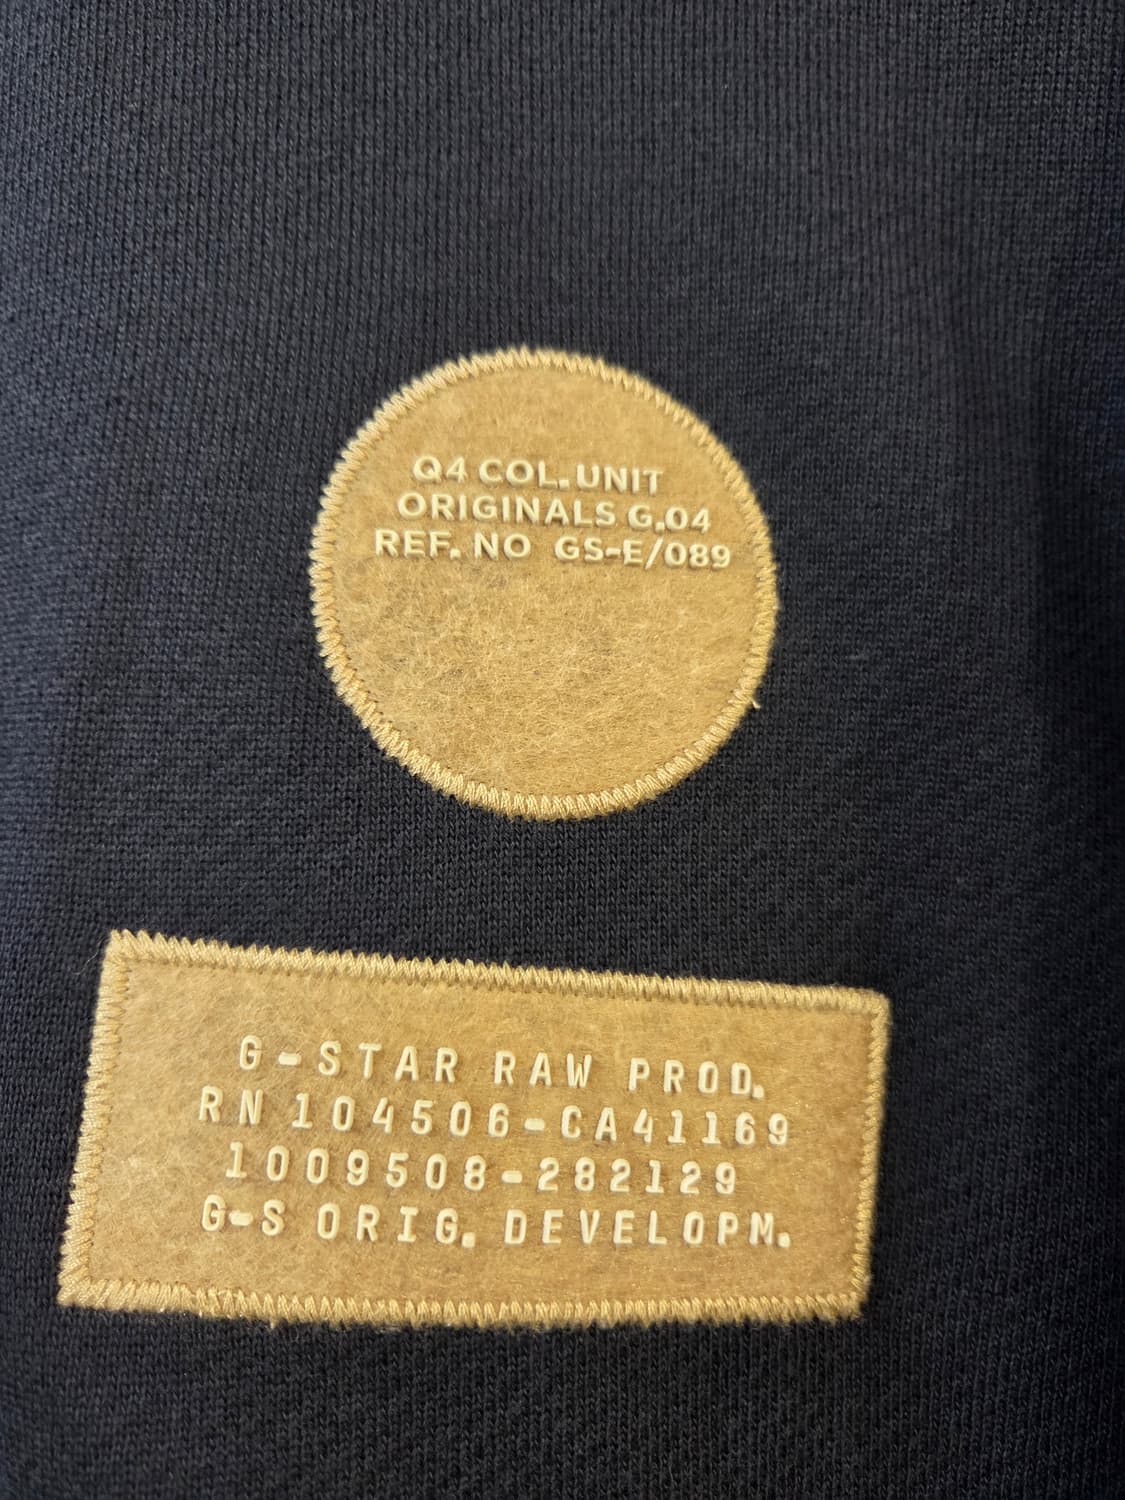 Q4 COL. UNIT
ORIGINALS G.04
REF. NO GS-E/089
G-STAR RAW PROD.
RN 104506-CA41169
1009508-282129
G-S ORIG. DEVELOPM.